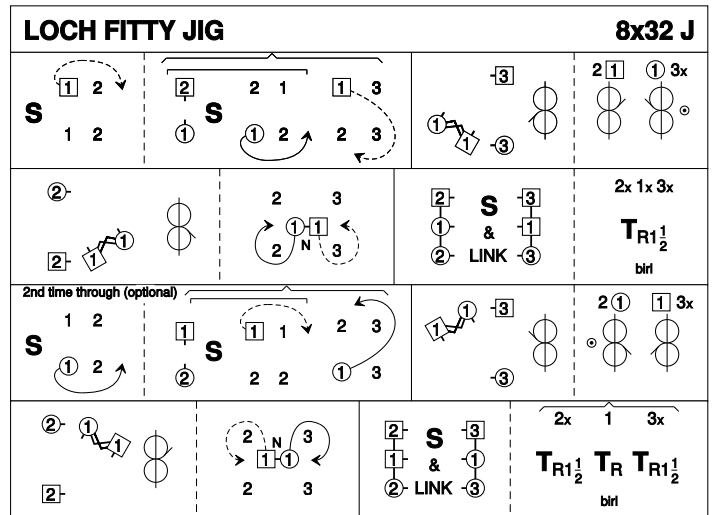 LOCH FITTY JIG 8x32 J
1 2
S
1 2
2 2 1 1 3
S
1 1 2 2 3
3
1
1 3
2 1 1 3x
2
1
2 1
2 3
1 1
N
2 3
2 S 3
1 & 1
2 LINK 3
2x 1x 3x
TR1½
birl
2nd time through (optional)
1 2
S
1 2
1 1 1 2 3
S
2 2 2 1 3
1 3
1
3
2 1 1 3x
2 1
1
2
2 N 3
1 1
2 3
2 S 3
1 & 1
2 LINK 3
2x 1 3x
TR1½ TR TR1½
birl